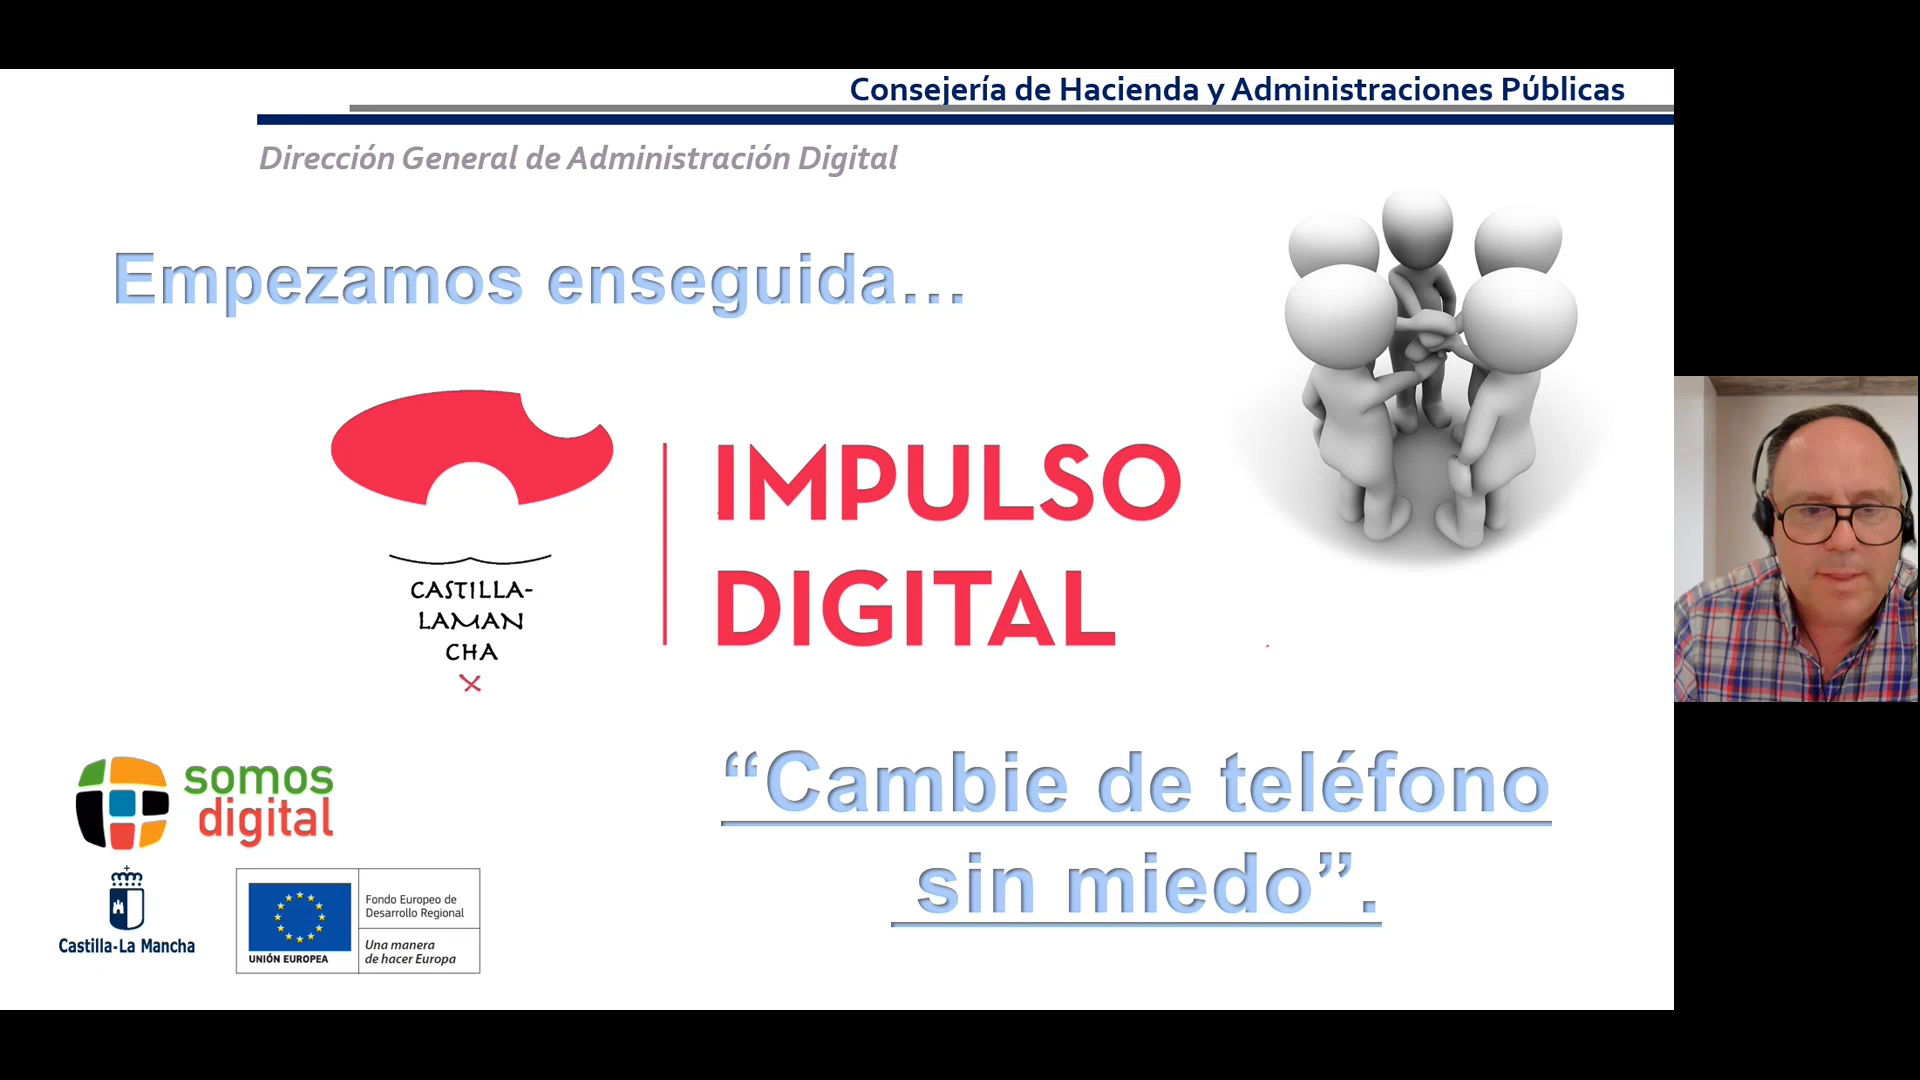 Consejería de Hacienda y Administraciones Públicas
Dirección General de Administración Digital
Empezamos enseguida...
CASTILLA-
LAMAN
CHA
IMPULSO
DIGITAL
somos
digital
Castilla-La Mancha
UNIÓN EUROPEA
Fondo Europeo de
Desarrollo Regional
Una manera
de hacer Europa
“Cambie de teléfono
sin miedo”.